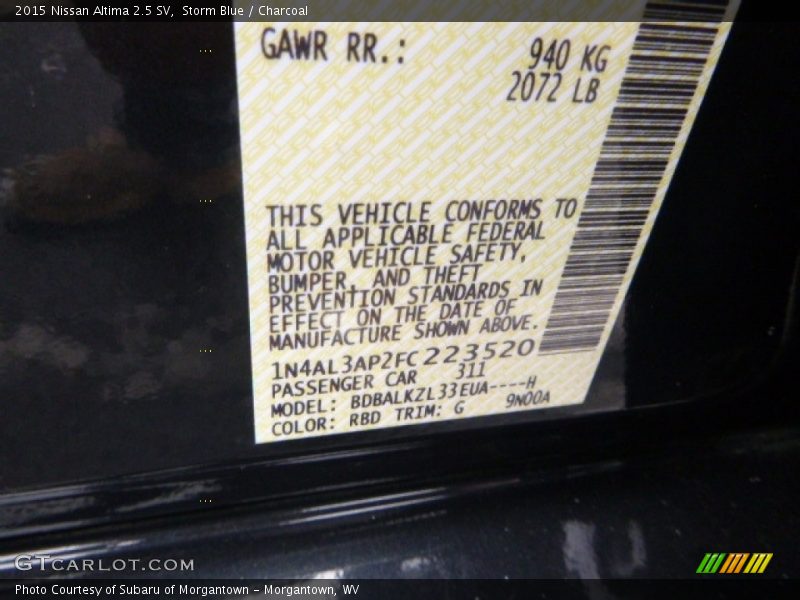 2015 Nissan Altima 2.5 SV, Storm Blue / Charcoal
GAWR RR.: 940 KG
2072 LB
THIS VEHICLE CONFORMS TO
ALL APPLICABLE FEDERAL
MOTOR VEHICLE SAFETY,
BUMPER, AND THEFT
PREVENTION STANDARDS IN
EFFECT ON THE DATE OF
MANUFACTURE SHOWN ABOVE.
1N4AL3AP2FC223520
PASSENGER CAR 311
MODEL: BDBALKZL33EUA----H
COLOR: RBD TRIM: G 9N00A
GTCARLOT.COM
Photo Courtesy of Subaru of Morgantown - Morgantown, WV